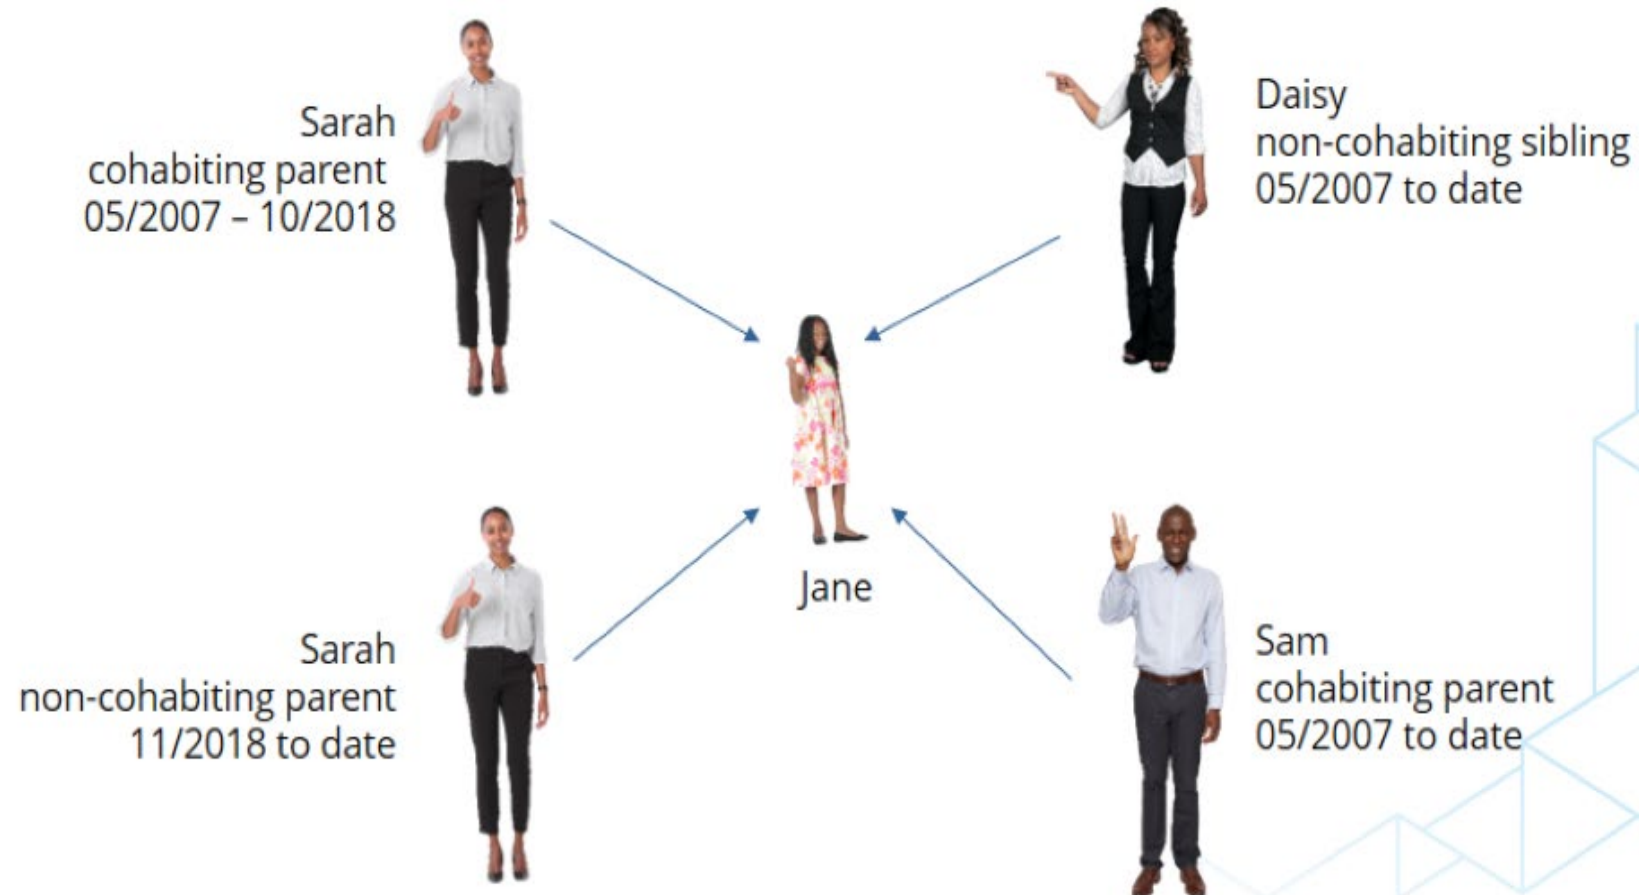 Sarah
cohabiting parent
05/2007 – 10/2018
Daisy
non-cohabiting sibling
05/2007 to date
Jane
Sarah
non-cohabiting parent
11/2018 to date
Sam
cohabiting parent
05/2007 to date